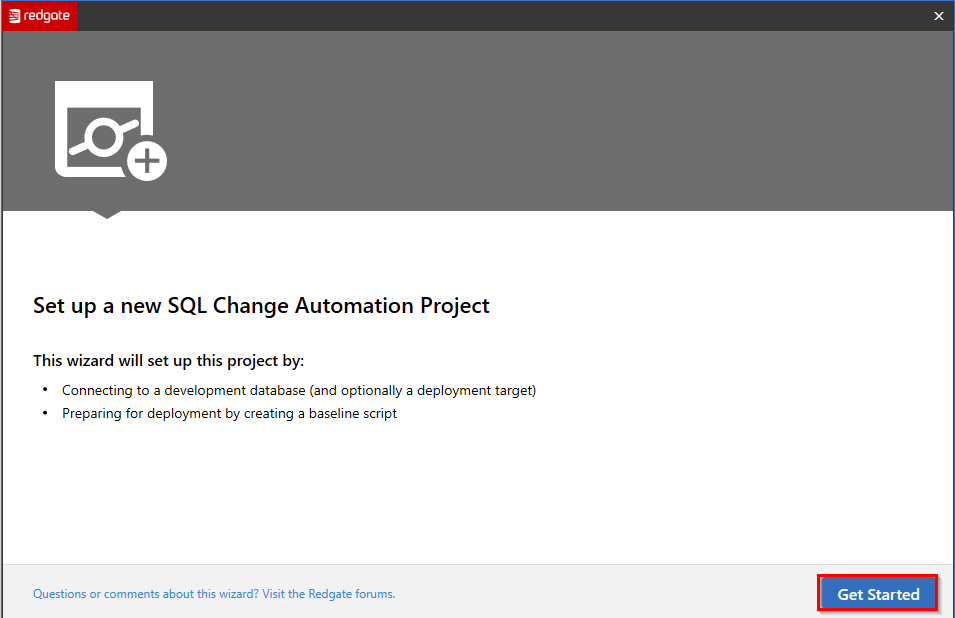 redgate
Set up a new SQL Change Automation Project
This wizard will set up this project by:
• Connecting to a development database (and optionally a deployment target)
• Preparing for deployment by creating a baseline script
Questions or comments about this wizard? Visit the Redgate forums.
Get Started